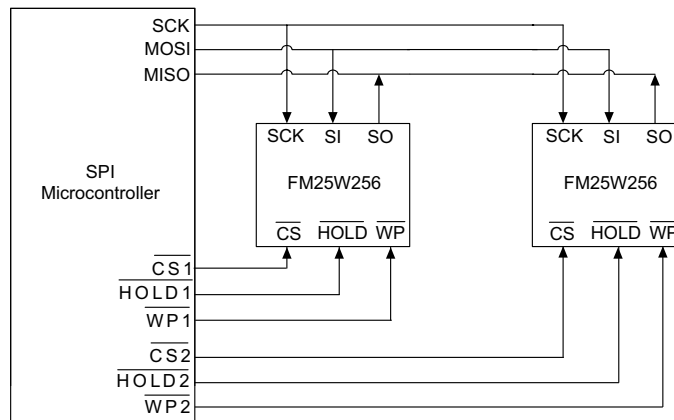 SCK
MOSI
MISO
SCK SI SO
SCK SI SO
SPI
Microcontroller
FM25W256
FM25W256
CS HOLD WP
CS HOLD WP
CS1
HOLD1
WP1
CS2
HOLD2
WP2